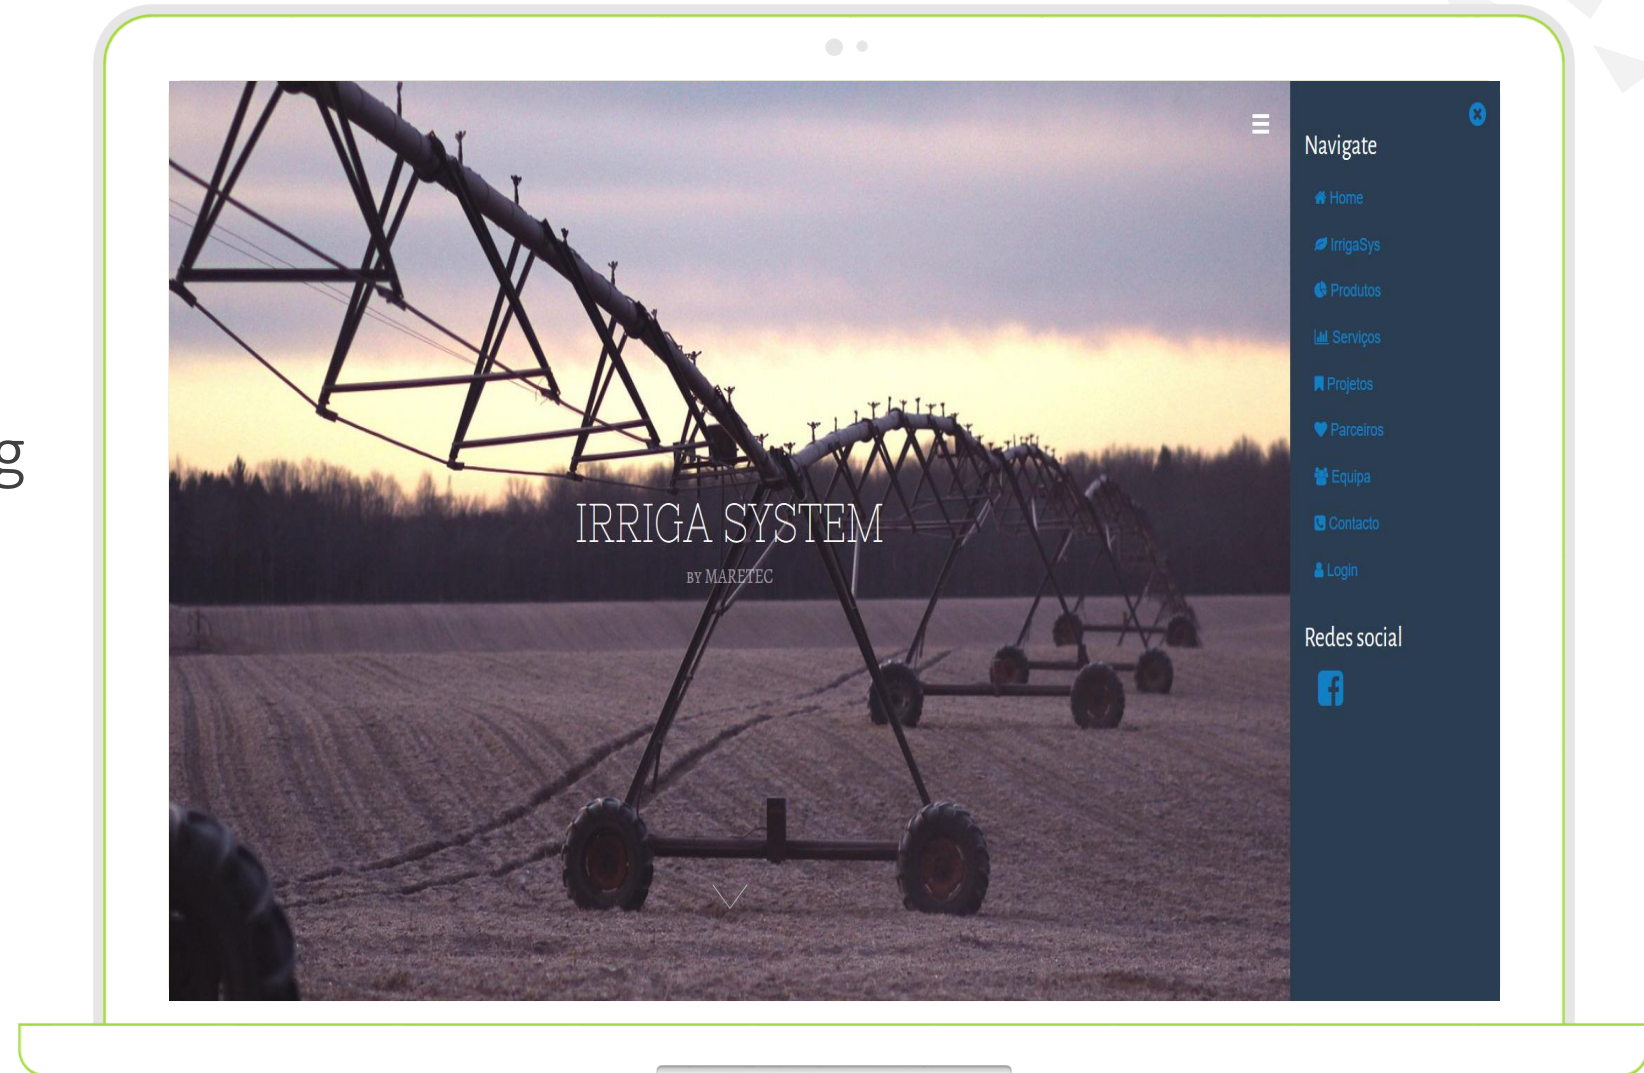 g
IRRIGA SYSTEM
BY MARETEC
Navigate
Home
IrrigaSys
Produtos
Serviços
Projetos
Parceiros
Equipa
Contacto
Login
Redes social